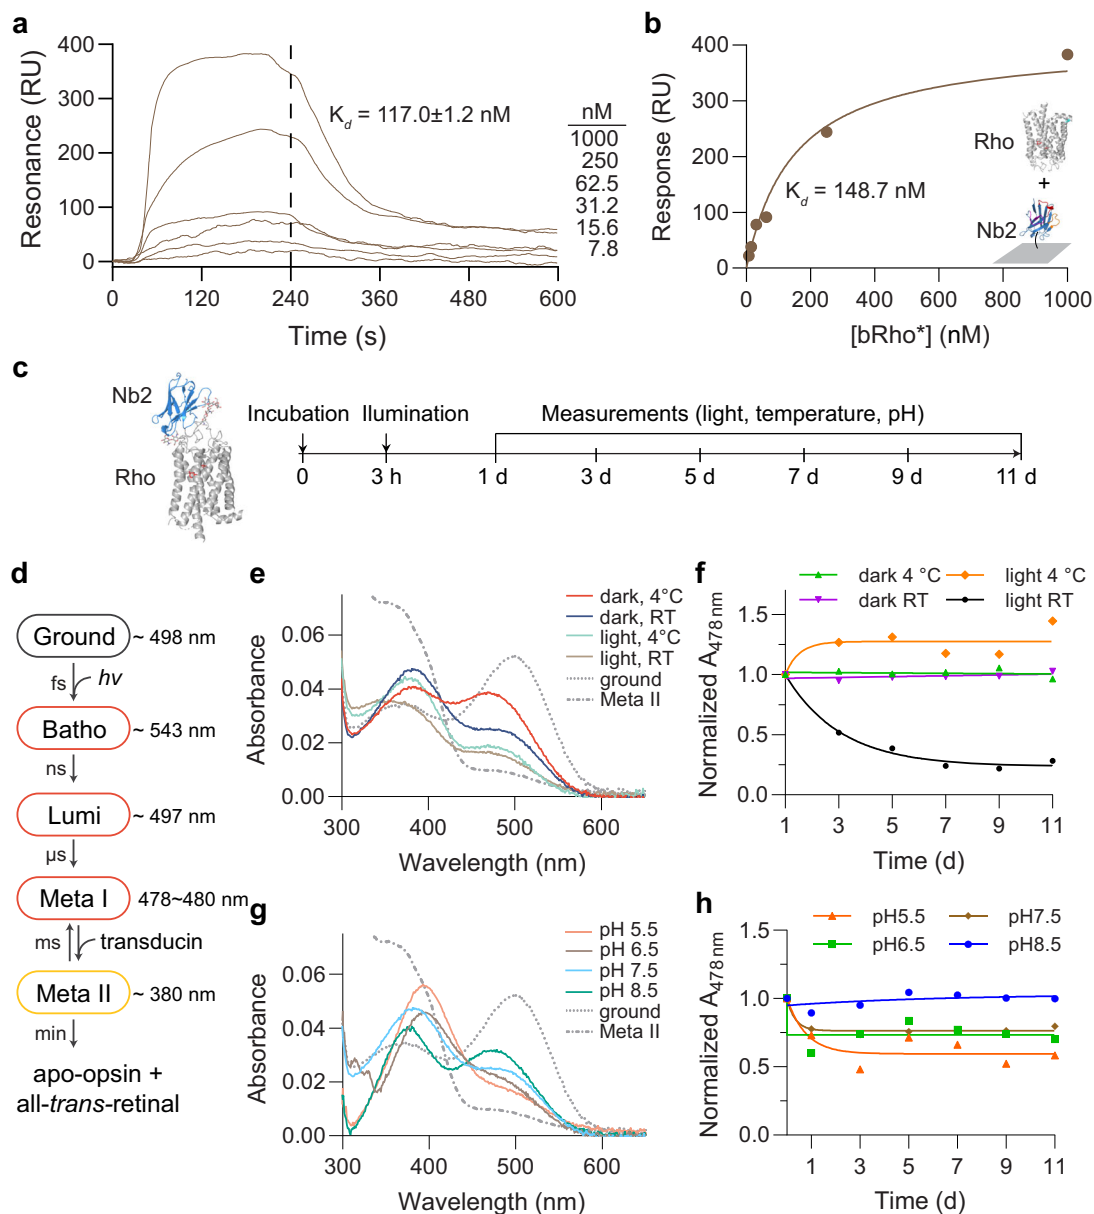 a
400
300
200
100
0
Resonance (RU)
K_d = 117.0±1.2 nM
nM
1000
250
62.5
31.2
15.6
7.8
0 120 240 360 480 600
Time (s)
b
400
300
200
100
0
Response (RU)
K_d = 148.7 nM
Rho
+
Nb2
0 200 400 600 800 1000
[bRho*] (nM)
c
Nb2
Rho
Incubation Ilumination Measurements (light, temperature, pH)
0 3 h 1 d 3 d 5 d 7 d 9 d 11 d
d
Ground ~ 498 nm
fs hv
Batho ~ 543 nm
ns
Lumi ~ 497 nm
µs
Meta I 478~480 nm
ms transducin
Meta II ~ 380 nm
min
apo-opsin +
all-trans-retinal
e
0.06
0.04
0.02
0.00
Absorbance
dark, 4°C
dark, RT
light, 4°C
light, RT
ground
Meta II
300 400 500 600
Wavelength (nm)
f
dark 4 °C light 4 °C
dark RT light RT
1.5
1.0
0.5
0.0
Normalized A478nm
1 3 5 7 9 11
Time (d)
g
0.06
0.04
0.02
0.00
Absorbance
pH 5.5
pH 6.5
pH 7.5
pH 8.5
ground
Meta II
300 400 500 600
Wavelength (nm)
h
pH5.5 pH7.5
pH6.5 pH8.5
1.5
1.0
0.5
0.0
Normalized A478nm
1 3 5 7 9 11
Time (d)